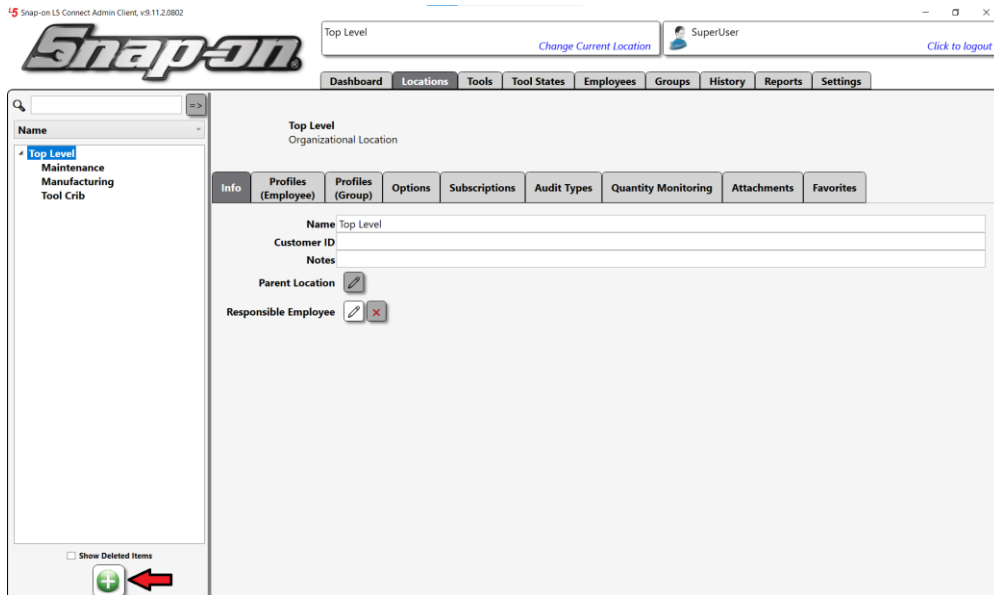 L5 Snap-on L5 Connect Admin Client, v:9.11.2.0802
Snap-on
Top Level
Change Current Location
SuperUser
Click to logout
Dashboard Locations Tools Tool States Employees Groups History Reports Settings
=>
Name
Top Level
Maintenance
Manufacturing
Tool Crib
Show Deleted Items
Top Level
Organizational Location
Info Profiles (Employee) Profiles (Group) Options Subscriptions Audit Types Quantity Monitoring Attachments Favorites
Name Top Level
Customer ID
Notes
Parent Location
Responsible Employee